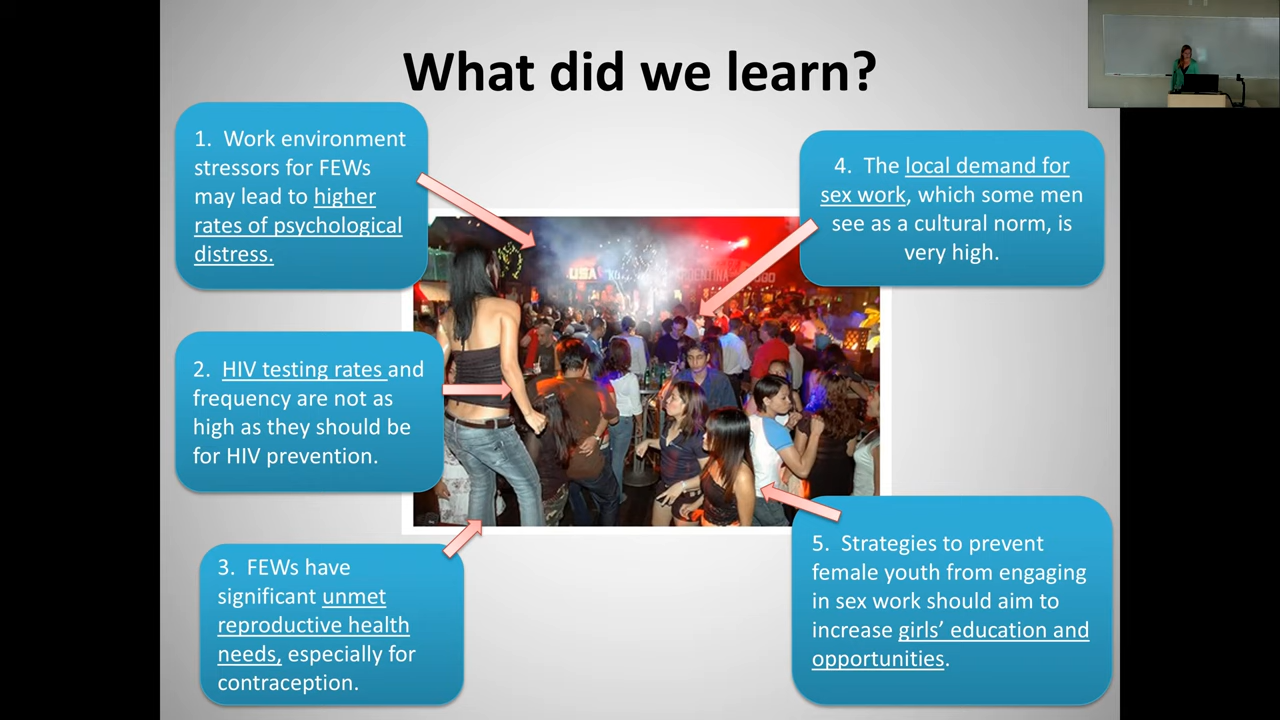 What did we learn?
1. Work environment
stressors for FEWs
may lead to higher
rates of psychological
distress.
2. HIV testing rates and
frequency are not as
high as they should be
for HIV prevention.
3. FEWs have
significant unmet
reproductive health
needs, especially for
contraception.
4. The local demand for
sex work, which some men
see as a cultural norm, is
very high.
5. Strategies to prevent
female youth from engaging
in sex work should aim to
increase girls’ education and
opportunities.
USA